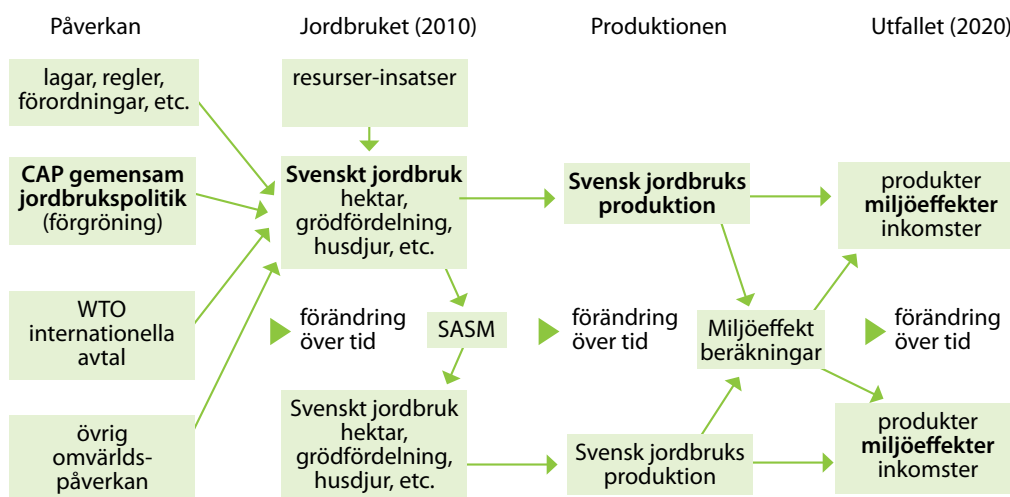 Påverkan
Jordbruket (2010)
Produktionen
Utfallet (2020)
lagar, regler,
förordningar, etc.
CAP gemensam
jordbrukspolitik
(förgröning)
WTO
internationella
avtal
övrig
omvärlds-
påverkan
resurser-insatser
Svenskt jordbruk
hektar,
grödfördelning,
husdjur, etc.
förändring
över tid
SASM
Svenskt jordbruk
hektar,
grödfördelning,
husdjur, etc.
Svensk jordbruks
produktion
förändring
över tid
Miljöeffekt
beräkningar
Svensk jordbruks
produktion
produkter
miljöeffekter
inkomster
förändring
över tid
produkter
miljöeffekter
inkomster